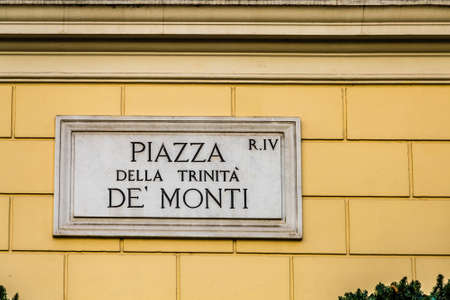 PIAZZA R.IV
DELLA TRINITÀ
DE' MONTI